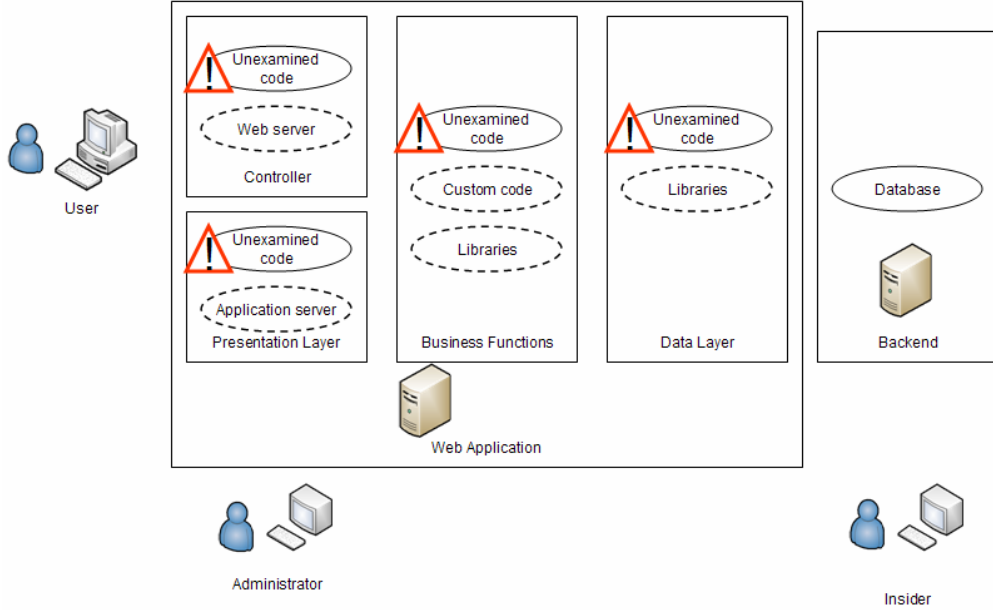 Unexamined
code
Web server
Controller
Unexamined
code
Application server
Presentation Layer
Unexamined
code
Custom code
Libraries
Business Functions
Unexamined
code
Libraries
Data Layer
Database
Backend
Web Application
User
Administrator
Insider